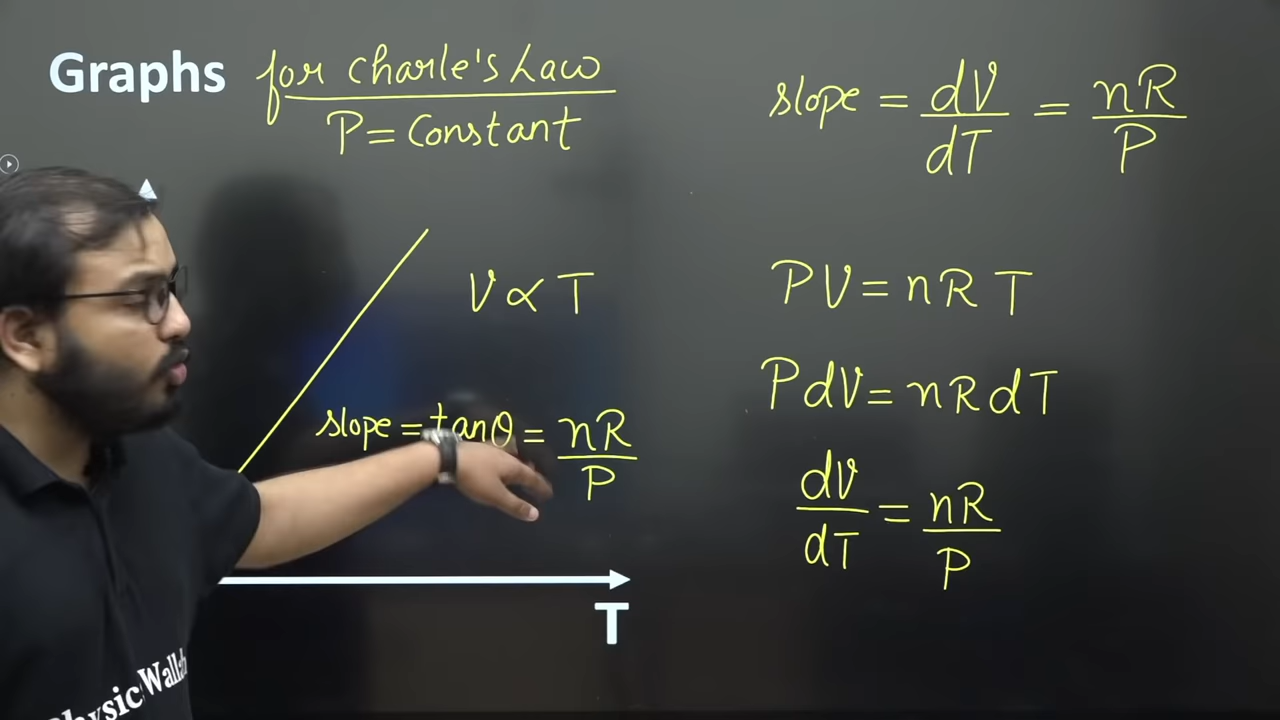 Graphs for Charle's Law
P = Constant
V ∝ T
slope = tanθ = nR/P
T
slope = dV/dT = nR/P
PV = nRT
PdV = nRdT
dV/dT = nR/P